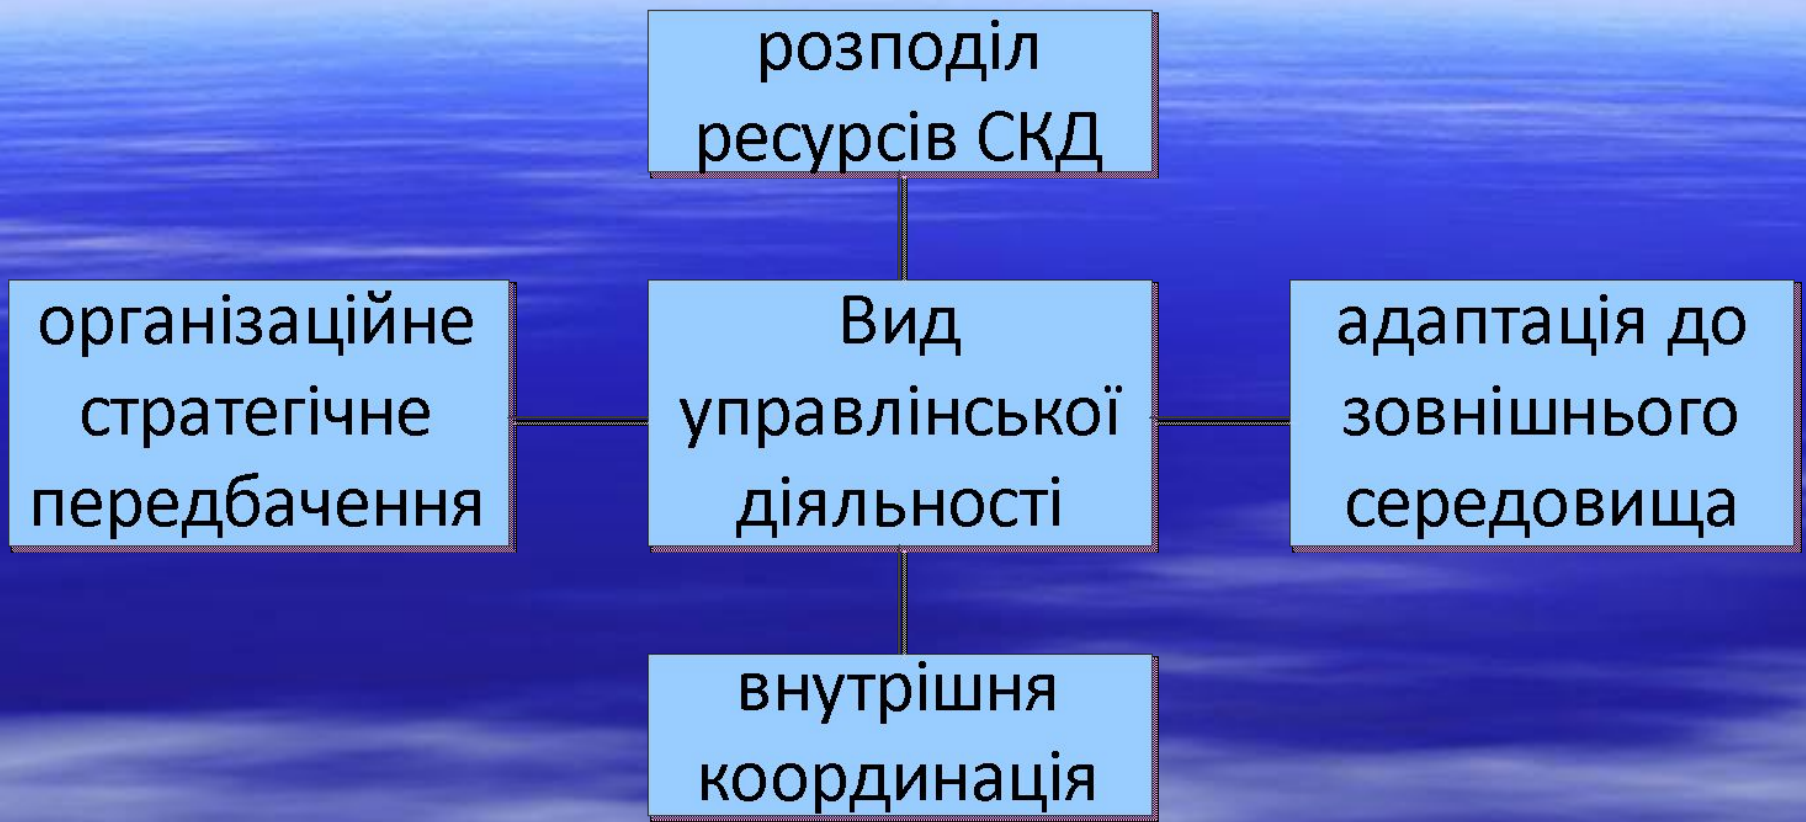 розподіл
ресурсів СКД
організаційне
стратегічне
передбачення
Вид
управлінської
діяльності
адаптація до
зовнішнього
середовища
внутрішня
координація